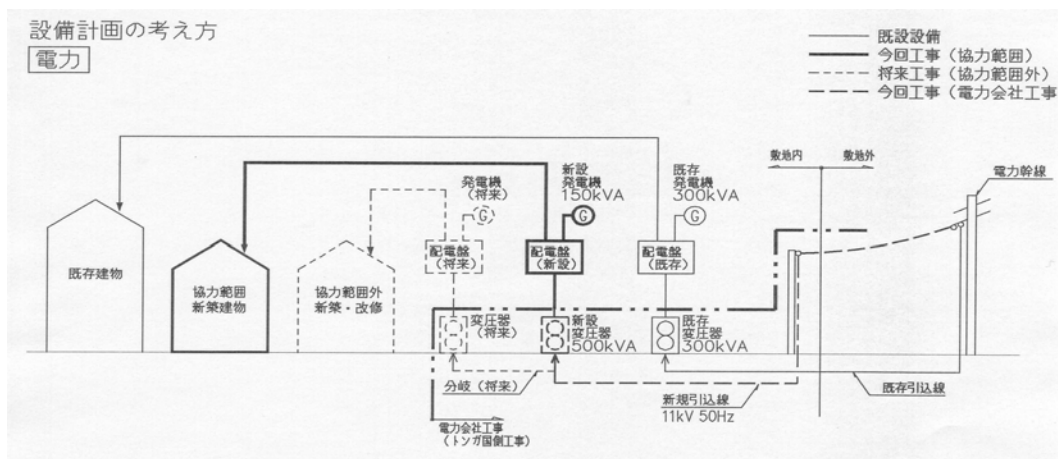 設備計画の考え方
電力
既設設備
今回工事（協力範囲）
将来工事（協力範囲外）
今回工事（電力会社工事
敷地内
敷地外
電力幹線
発電機
（将来）
G
新設
発電機
150kVA
G
既存
発電機
300kVA
G
配電盤
（将来）
配電盤
（新設）
配電盤
（既存）
既存建物
協力範囲
新築建物
協力範囲外
新築・改修
変圧器
（将来）
新設
変圧器
500kVA
既存
変圧器
300kVA
分岐（将来）
新規引込線
11kV 50Hz
既存引込線
電力会社工事
（トンガ国側工事）